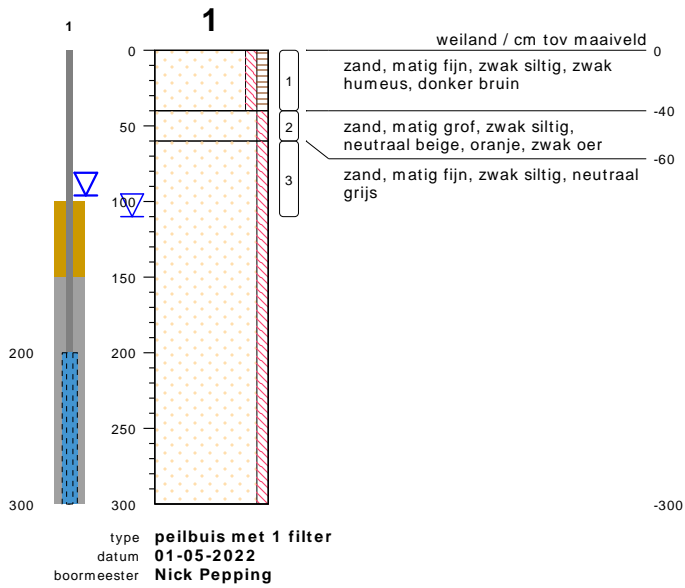 1
1
weiland / cm tov maaiveld
0
0
1
zand, matig fijn, zwak siltig, zwak
humeus, donker bruin
-40
50
2
zand, matig grof, zwak siltig,
neutraal beige, oranje, zwak oer
-60
3
zand, matig fijn, zwak siltig, neutraal
grijs
100
150
200
200
250
300
300
-300
type peilbuis met 1 filter
datum 01-05-2022
boormeester Nick Pepping